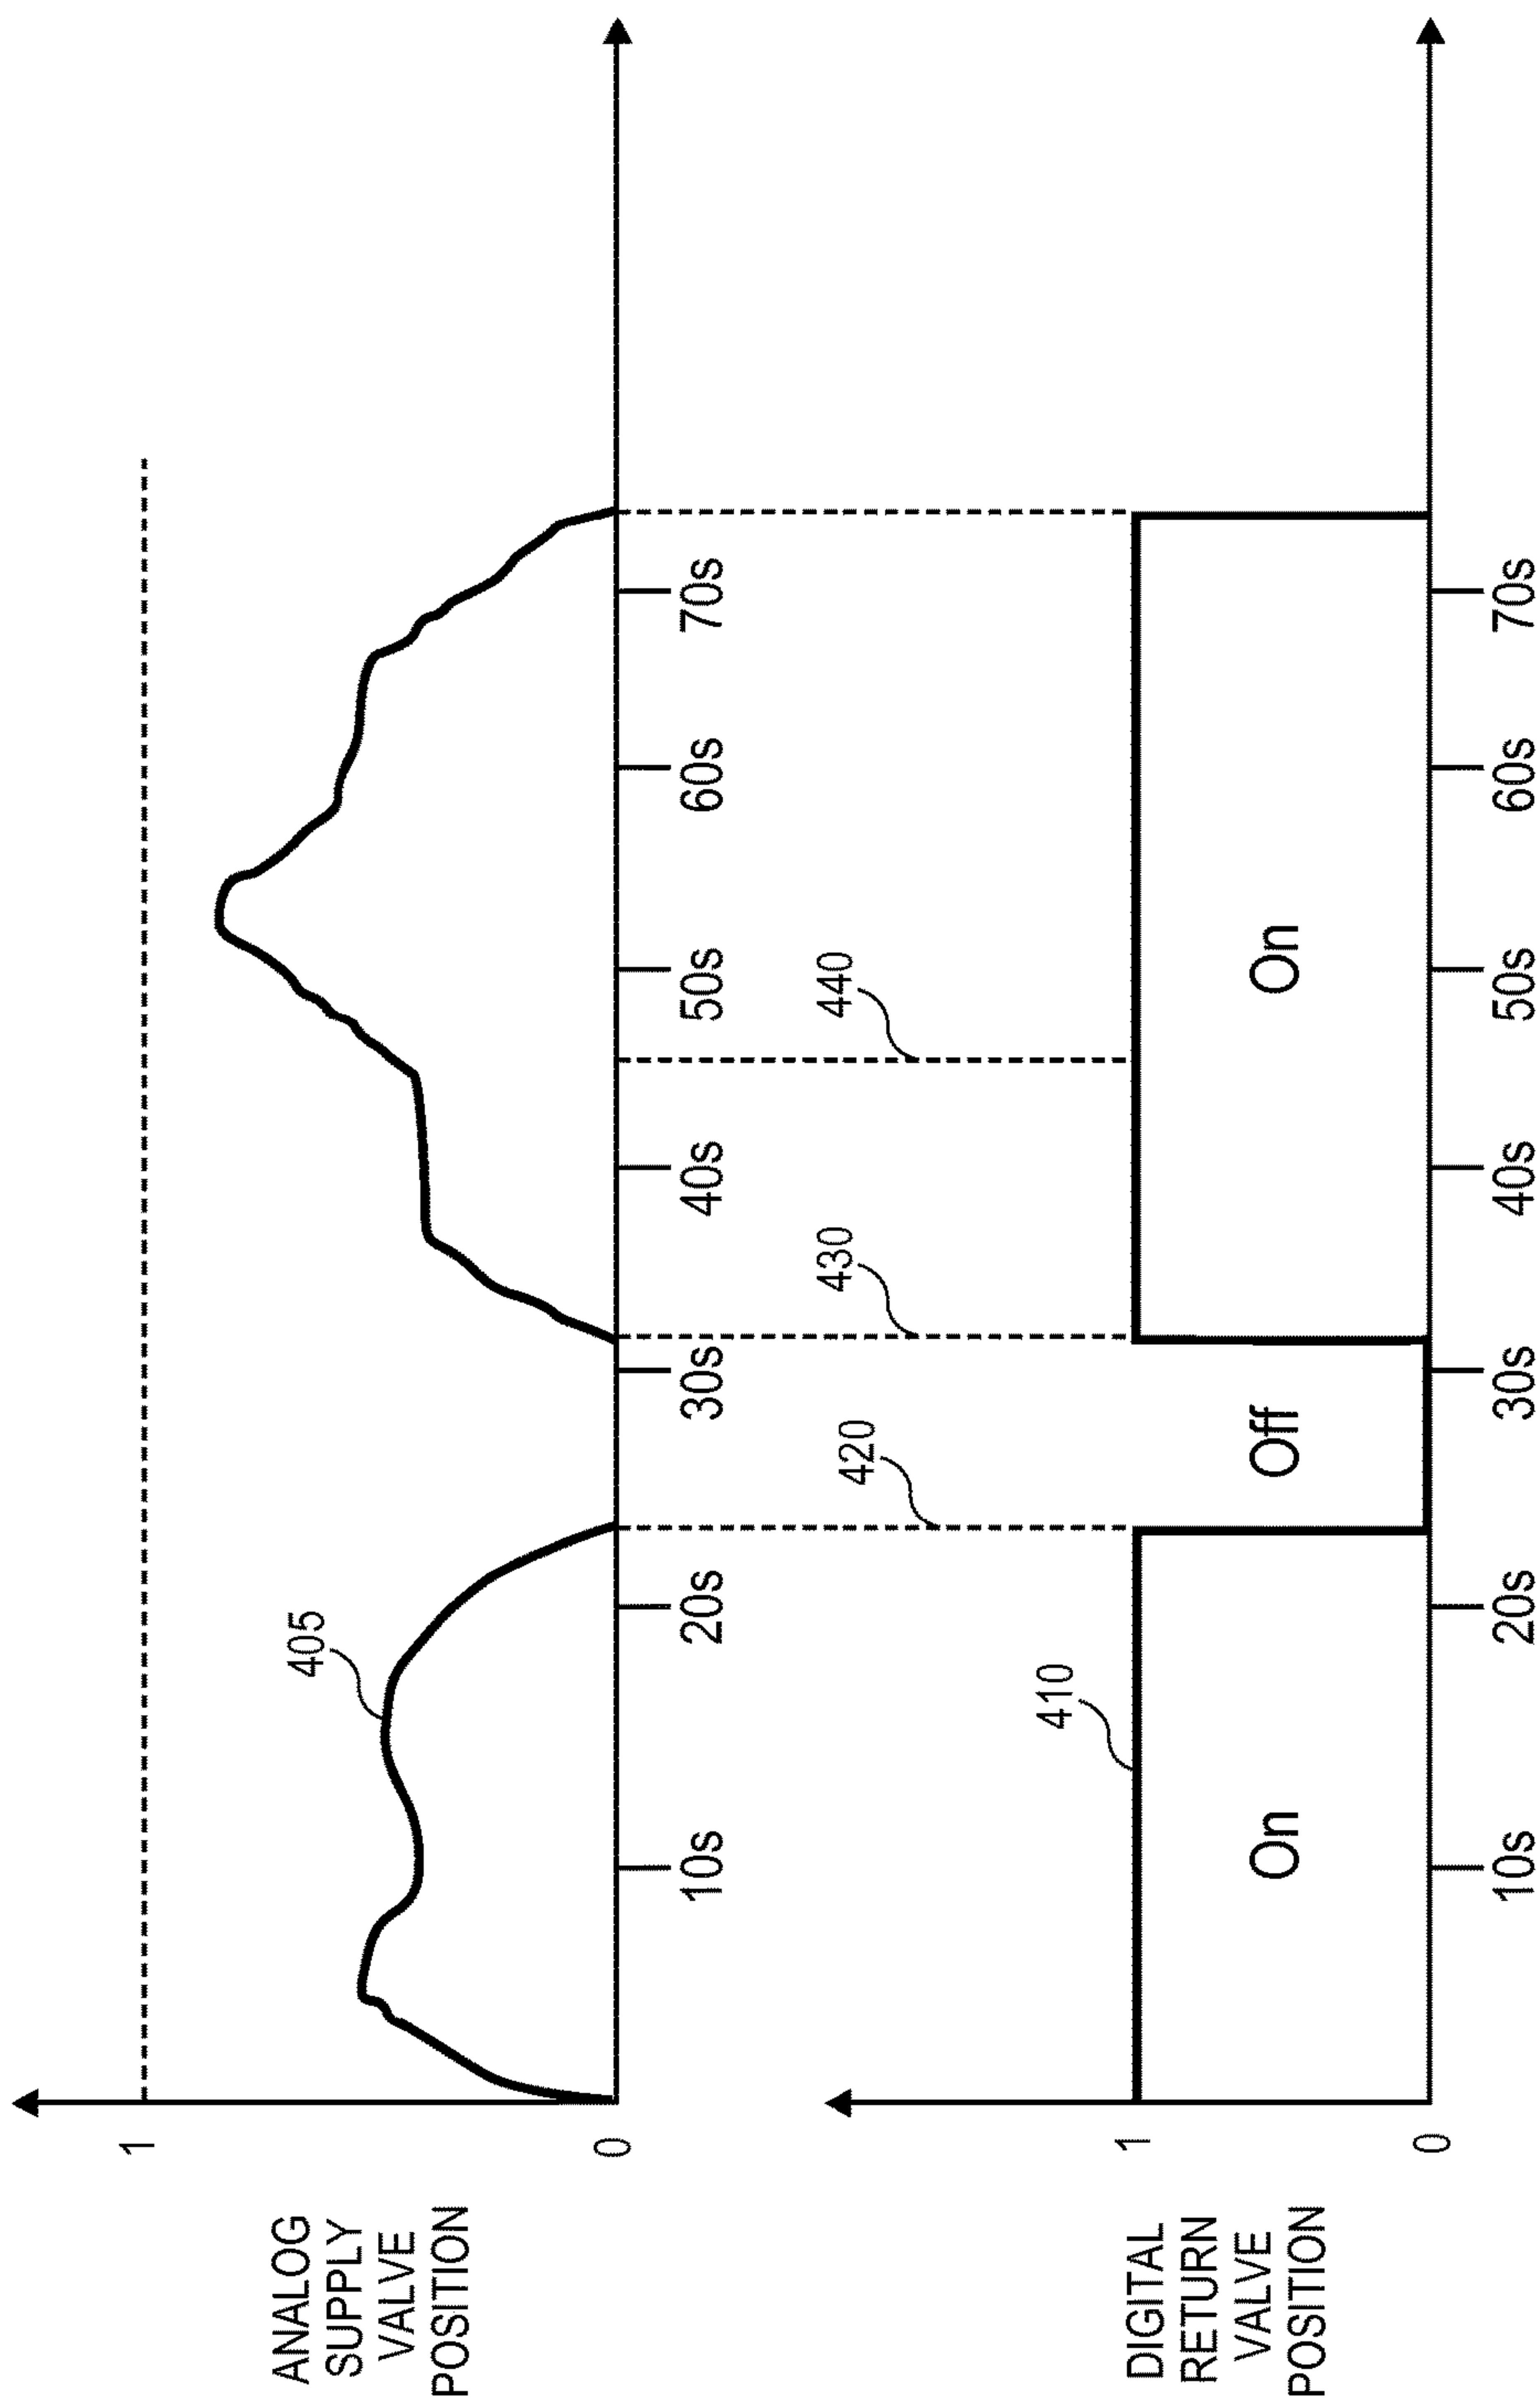 ANALOG
SUPPLY
VALVE
POSITION
1
0
405
10s
20s
30s
40s
50s
60s
70s
420
430
440
DIGITAL
RETURN
VALVE
POSITION
1
0
410
On
Off
On
10s
20s
30s
40s
50s
60s
70s